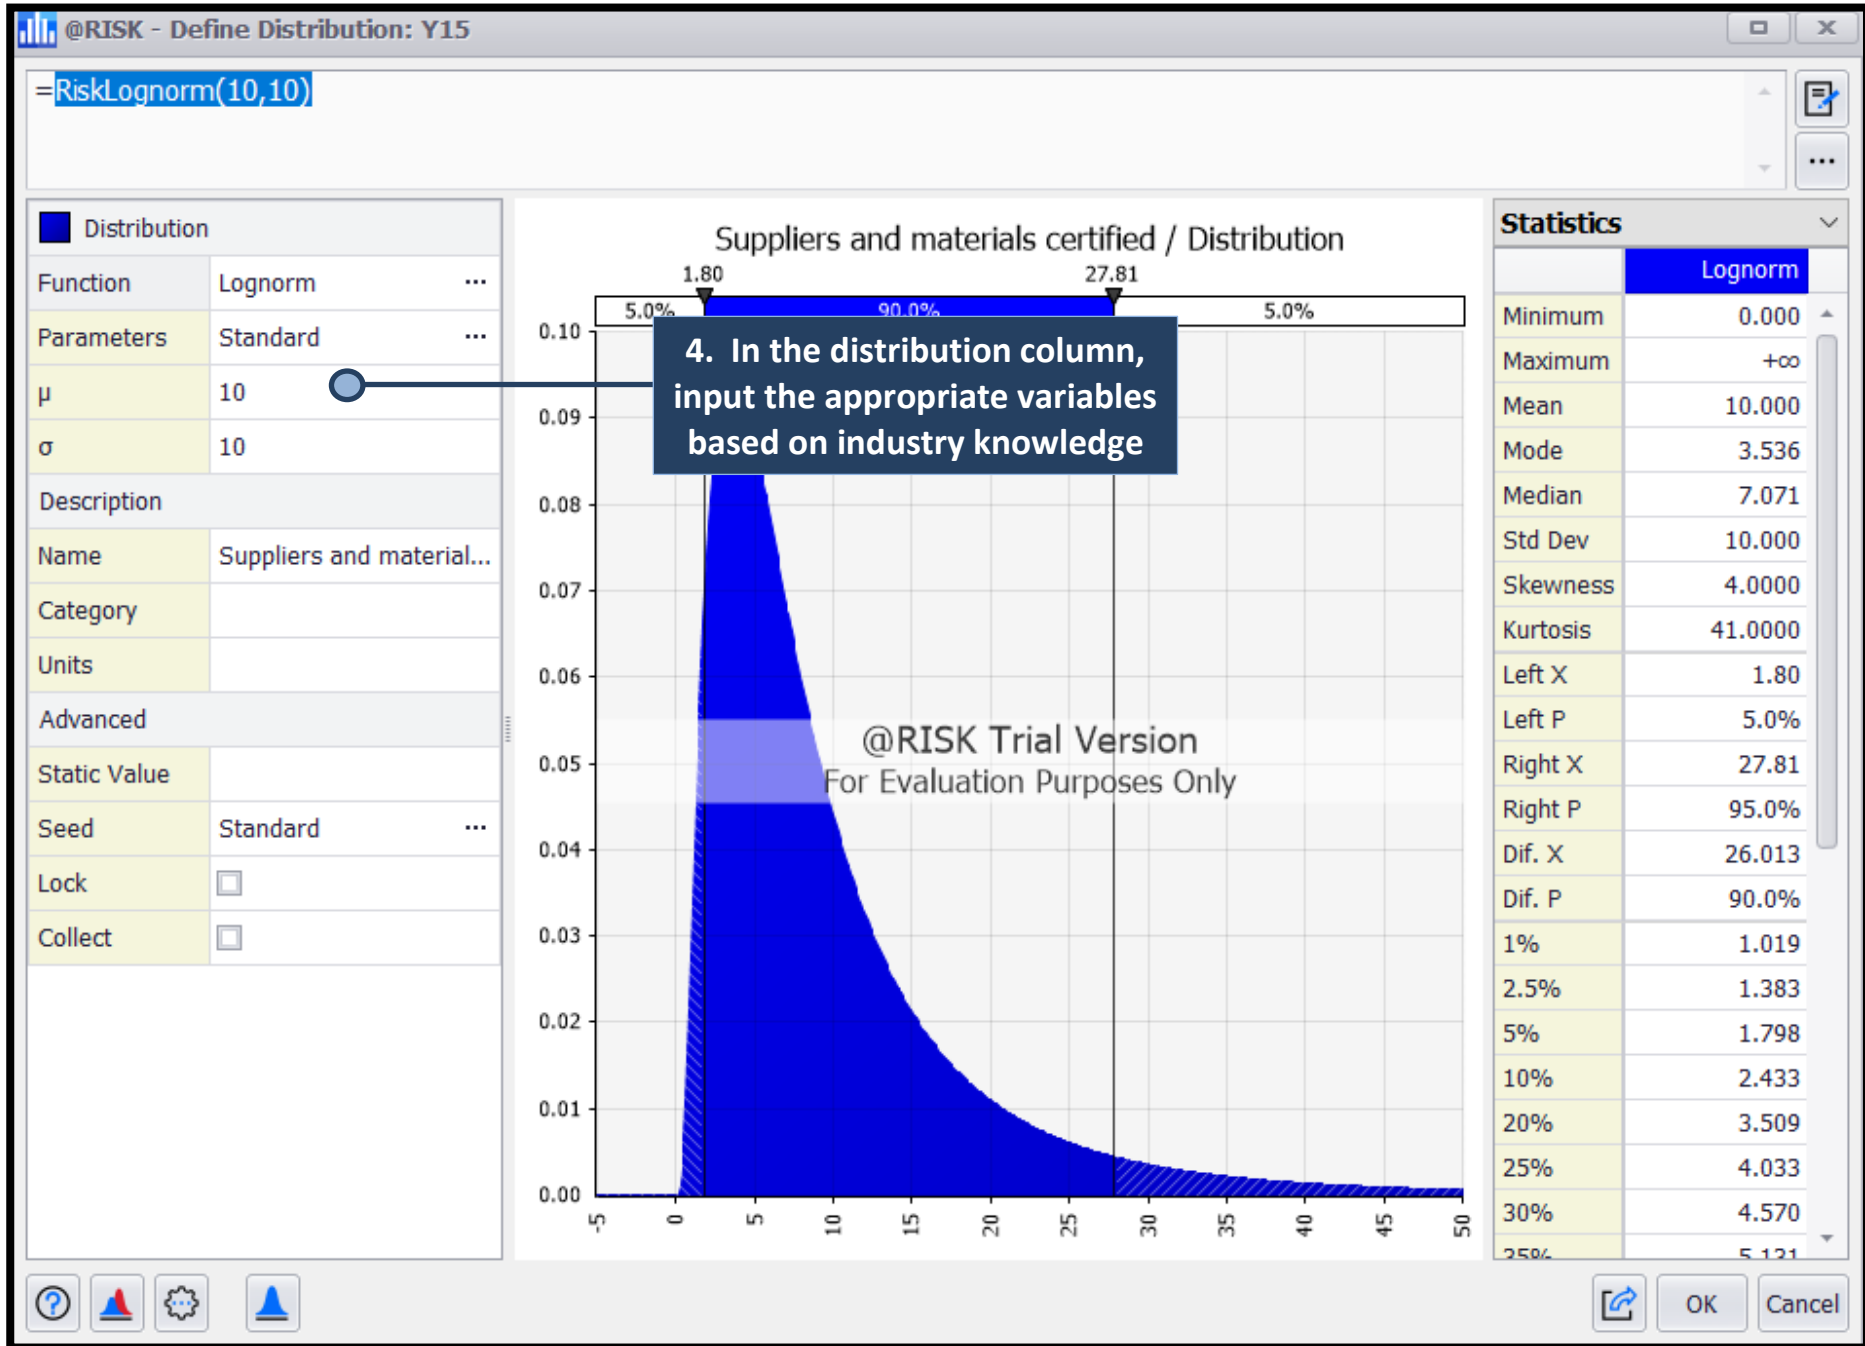 @RISK - Define Distribution: Y15
=RiskLognorm(10,10)
Distribution
Function Lognorm ...
Parameters Standard ...
μ 10
σ 10
Description
Name Suppliers and material...
Category
Units
Advanced
Static Value
Seed Standard ...
Lock
Collect
Suppliers and materials certified / Distribution
1.80 27.81
5.0% 90.0% 5.0%
4. In the distribution column,
input the appropriate variables
based on industry knowledge
0.10
0.09
0.08
0.07
0.06
0.05
0.04
0.03
0.02
0.01
0.00
-5 0 5 10 15 20 25 30 35 40 45 50
@RISK Trial Version
For Evaluation Purposes Only
Statistics
Lognorm
Minimum 0.000
Maximum +∞
Mean 10.000
Mode 3.536
Median 7.071
Std Dev 10.000
Skewness 4.0000
Kurtosis 41.0000
Left X 1.80
Left P 5.0%
Right X 27.81
Right P 95.0%
Dif. X 26.013
Dif. P 90.0%
1% 1.019
2.5% 1.383
5% 1.798
10% 2.433
20% 3.509
25% 4.033
30% 4.570
35% 5.131
OK Cancel